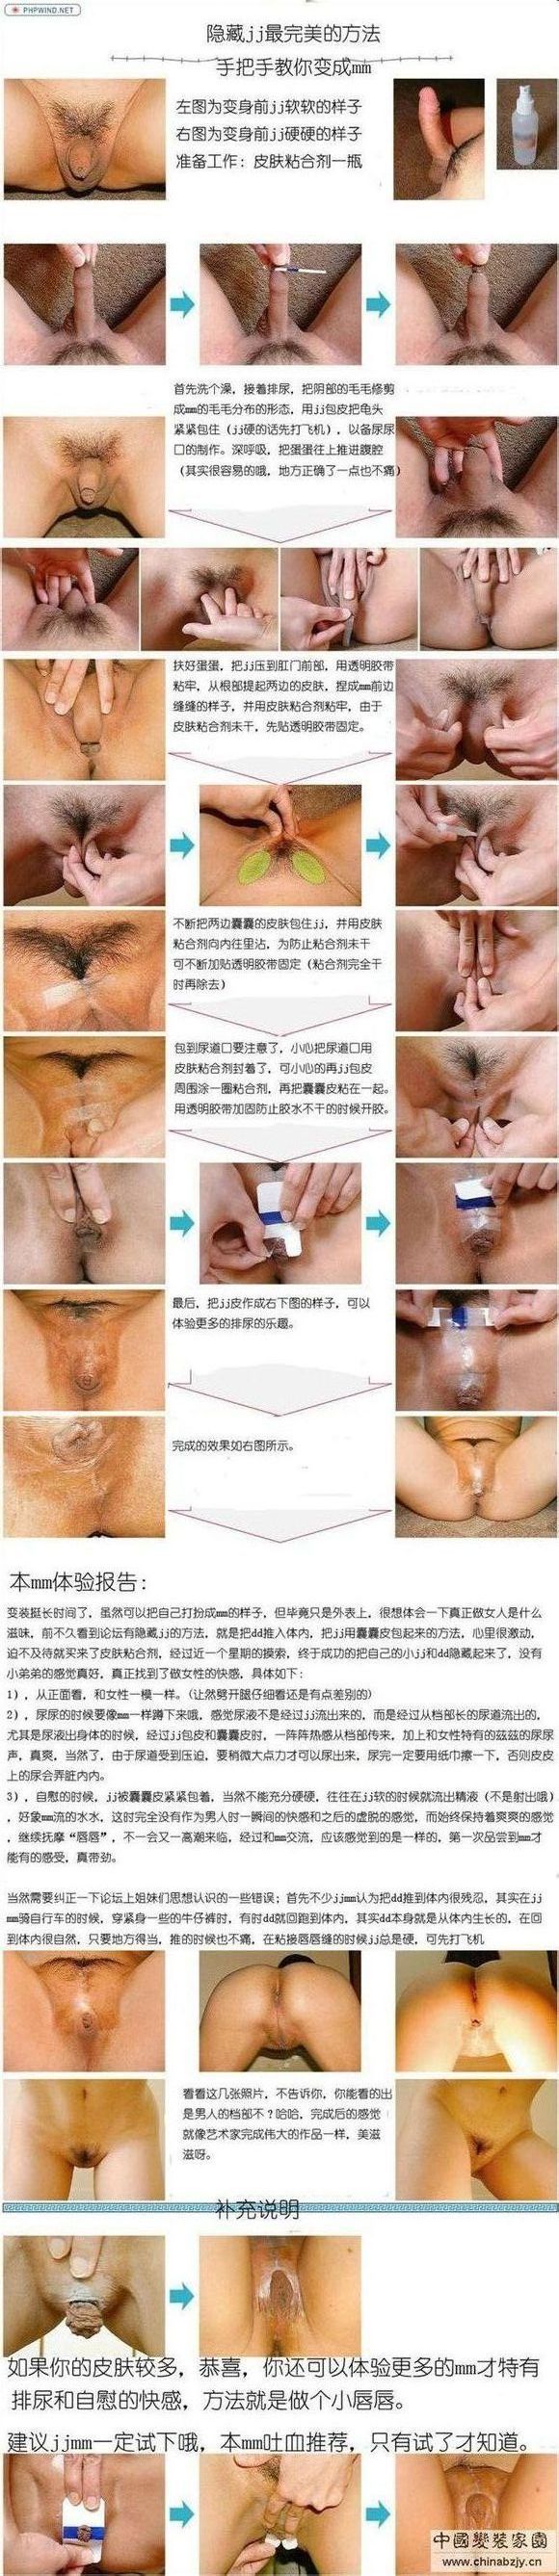 PHPWIND.NET
隐藏jj最完美的方法
手把手教你变成mm
左图为变身前jj软软的样子
右图为变身前jj硬硬的样子
准备工作：皮肤粘合剂一瓶
首先洗个澡，接着排尿，把阴部的毛毛修剪
成mm的毛毛分布的形态，用jj包皮把龟头
紧紧包住（jj硬的话先打飞机），以备尿尿
口的制作。深呼吸，把蛋蛋往上推进腹腔
（其实很容易的哦，地方正确了一点也不痛）
扶好蛋蛋，把jj压到肛门前部，用透明胶带
粘牢，从根部提起两边的皮肤，捏成mm前边
缝缝的样子，并用皮肤粘合剂粘牢，由于
皮肤粘合剂未干，先贴透明胶带固定。
不断把两边囊囊的皮肤包住jj，并用皮肤
粘合剂向内往里沾，为防止粘合剂未干
可不断加贴透明胶带固定（粘合剂完全干
时再除去）
包到尿道口要注意了，小心把尿道口用
皮肤粘合剂封着了，可小心的再jj包皮
周围涂一圈粘合剂，再把囊囊皮粘在一起。
用透明胶带加固防止胶水不干的时候开胶。
最后，把jj皮作成右下图的样子，可以
体验更多的排尿的乐趣。
完成的效果如右图所示。
本mm体验报告：
变装挺长时间了，虽然可以把自己打扮成mm的样子，但毕竟只是外表上，很想体会一下真正做女人是什么
滋味，前不久看到论坛有隐藏jj的方法，就是把dd推入体内，把jj用囊囊皮包起来的方法，心里很激动，
迫不及待就买来了皮肤粘合剂，经过近一个星期的摸索，终于成功的把自己的小jj和dd隐藏起来了，没有
小弟弟的感觉真好，真正找到了做女性的快感，具体如下：
1），从正面看，和女性一模一样。（让然劈开腿仔细看还是有点差别的）
2），尿尿的时候要像mm一样蹲下来哦，感觉尿液不是经过jj流出来的，而是经过从档部长的尿道流出的，
尤其是尿液出身体的时候，经过jj包皮和囊囊皮时，一阵阵热感从档部传来，加上和女性特有的兹兹的尿尿
声，真爽，当然了，由于尿道受到压迫，要稍微大点力才可以尿出来，尿完一定要用纸巾擦一下，否则皮皮
上的尿会弄脏内内。
3），自慰的时候，jj被囊囊皮紧紧包着，当然不能充分硬硬，往往在jj软的时候就流出精液（不是射出哦）
，好象mm流的水水，这时完全没有作为男人时一瞬间的快感和之后的虚脱的感觉，而始终保持着爽爽的感觉
，继续抚摩“唇唇”，不一会又一高潮来临，经过和mm交流，应该感觉到的是一样的，第一次品尝到mm才
能有的感受，真带劲。
当然需要纠正一下论坛上姐妹们思想认识的一些错误；首先不少jjmm认为把dd推到体内很残忍，其实在jj
mm骑自行车的时候，穿紧身一些的牛仔裤时，有时dd就回跑到体内，其实dd本身就是从体内生长的，在回
到体内很自然，只要地方得当，推的时候也不痛，在粘接唇唇缝的时候jj总是硬，可先打飞机
看看这几张照片，不告诉你，你能看的出
是男人的档部不？哈哈，完成后的感觉
就像艺术家完成伟大的作品一样，美滋
滋呀。
补充说明
如果你的皮肤较多，恭喜，你还可以体验更多的mm才特有
排尿和自慰的快感，方法就是做个小唇唇。
建议jjmm一定试下哦，本mm吐血推荐，只有试了才知道。
中國變裝家園
www.chinabzjy.cn